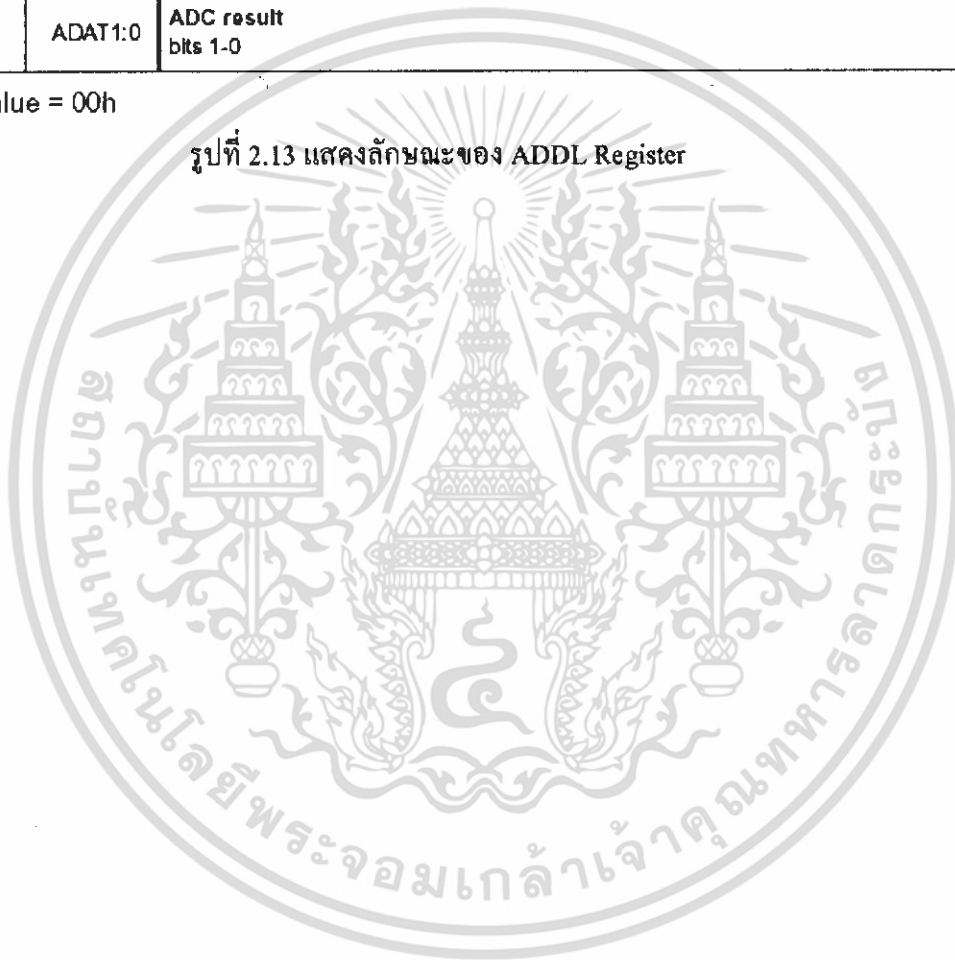 ADAT1:0
ADC result
bits 1-0
lue = 00h
รูปที่ 2.13 แสดงลักษณะของ ADDL Register
สถาบันเทคโนโลยีพระจอมเกล้าเจ้าคุณทหารลาดกระบัง